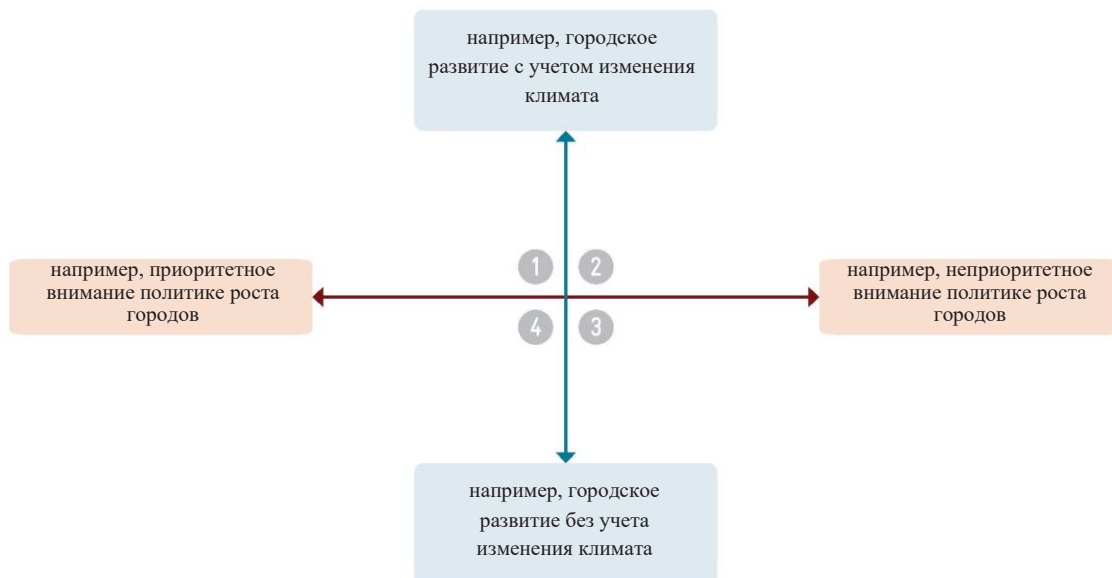 например, городское
развитие с учетом изменения
климата
1 2
например, приоритетное
внимание политике роста
городов
например, неприоритетное
внимание политике роста
городов
4 3
например, городское
развитие без учета
изменения климата